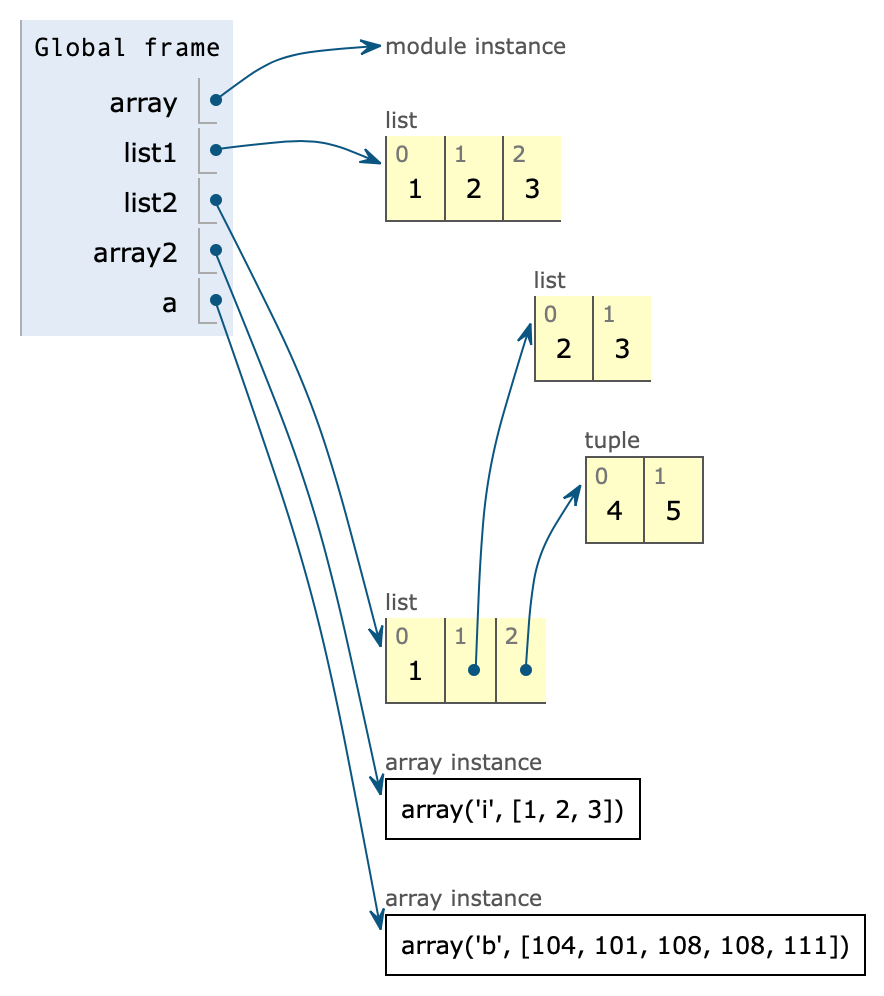 Global frame
array
list1
list2
array2
a
module instance
list
0 1 2
1 2 3
list
0 1
2 3
tuple
0 1
4 5
list
0 1 2
1
array instance
array('i', [1, 2, 3])
array instance
array('b', [104, 101, 108, 108, 111])